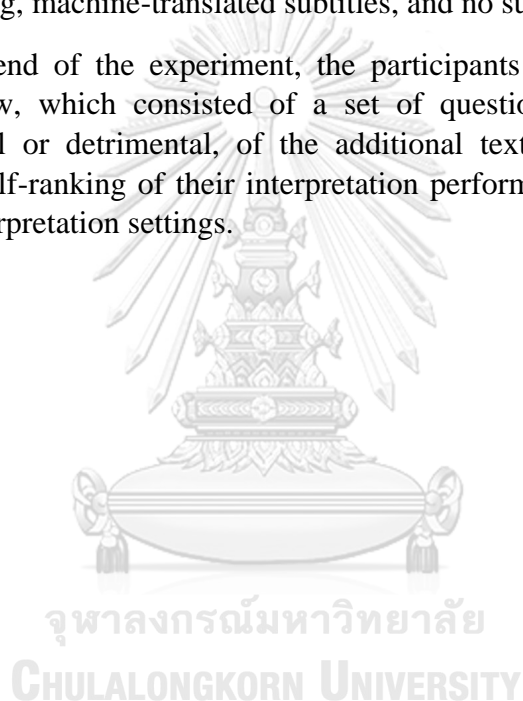 g, machine-translated subtitles, and no su
end of the experiment, the participants
w, which consisted of a set of questio
l or detrimental, of the additional text
lf-ranking of their interpretation perform
rpretation settings.
จุฬาลงกรณ์มหาวิทยาลัย
CHULALONGKORN UNIVERSITY